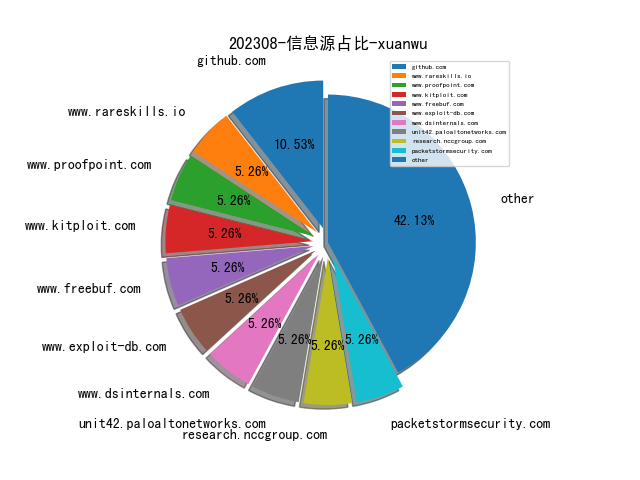 202308-信息源占比-xuanwu
github.com
www.rareskills.io
www.proofpoint.com
www.kitploit.com
www.freebuf.com
www.exploit-db.com
www.dsinternals.com
unit42.paloaltonetworks.com
research.nccgroup.com
packetstormsecurity.com
other
10.53%
5.26%
5.26%
5.26%
5.26%
5.26%
5.26%
5.26%
5.26%
5.26%
42.13%
github.com
www.rareskills.io
www.proofpoint.com
www.kitploit.com
www.freebuf.com
www.exploit-db.com
www.dsinternals.com
unit42.paloaltonetworks.com
research.nccgroup.com
packetstormsecurity.com
other